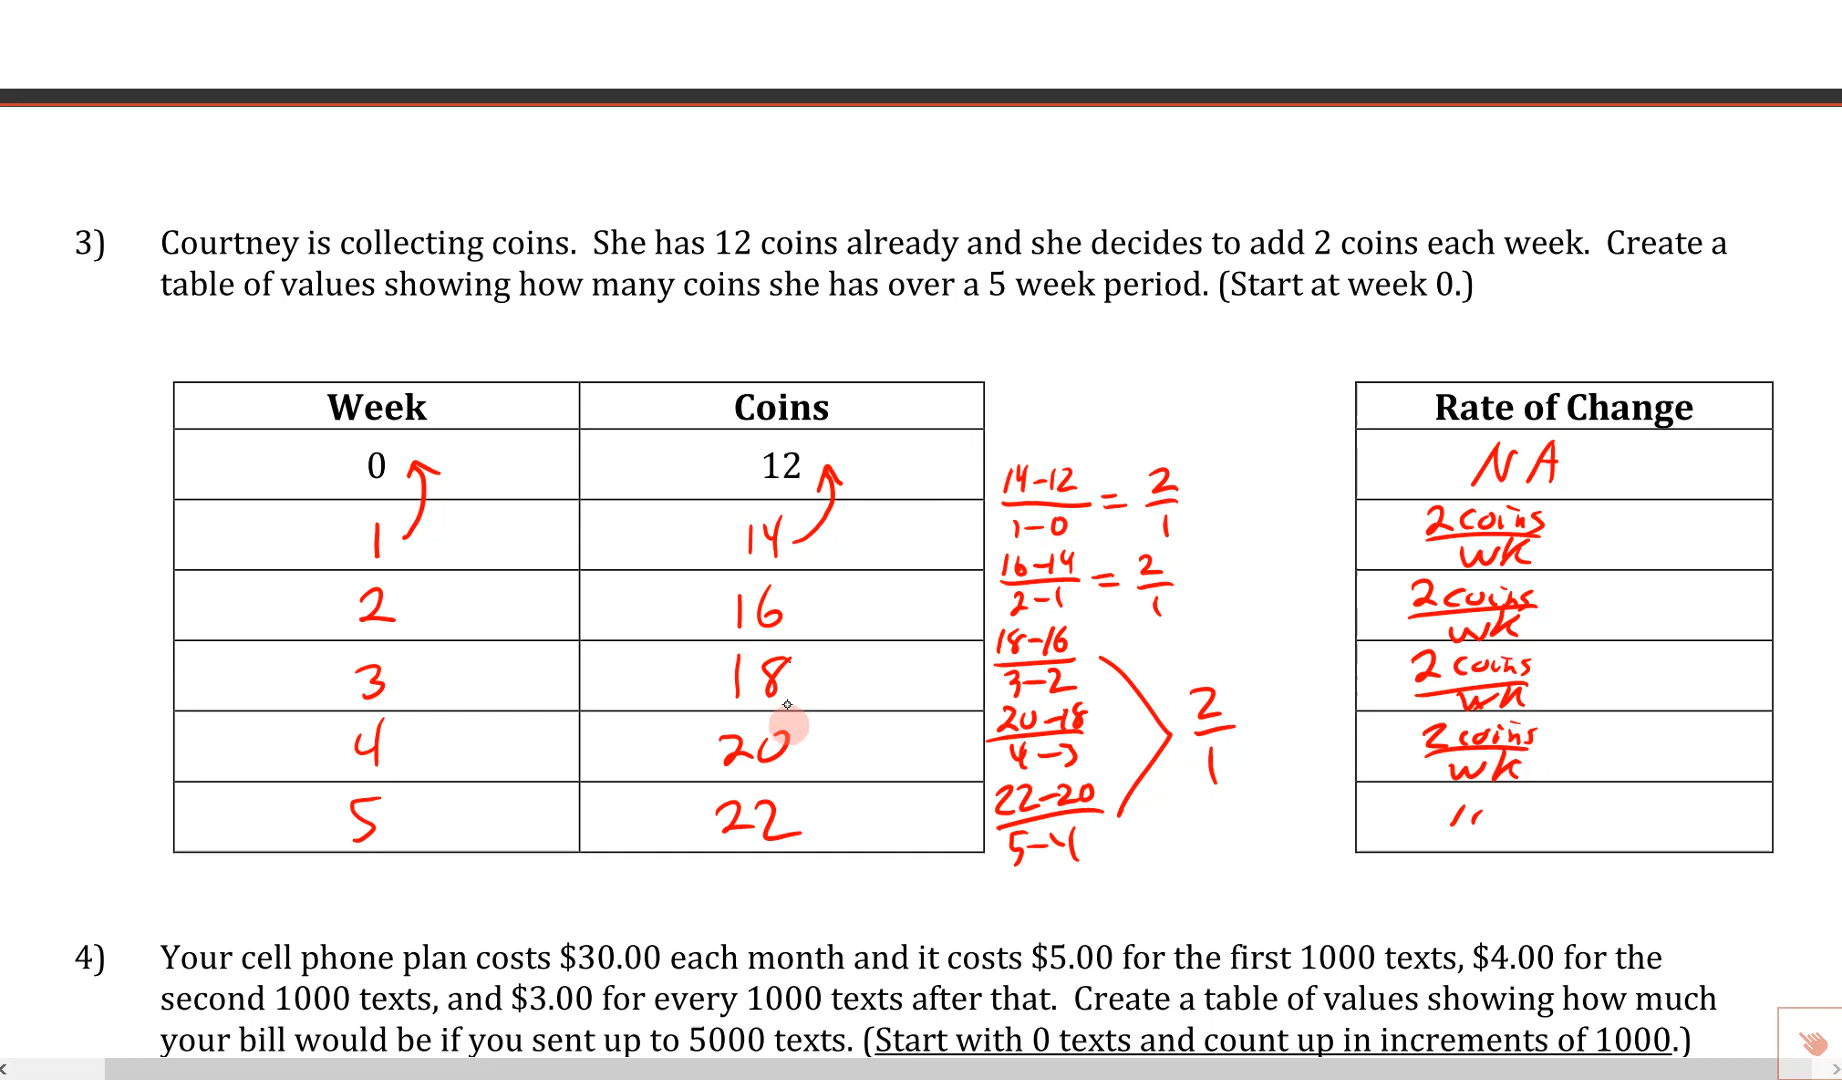 3) Courtney is collecting coins. She has 12 coins already and she decides to add 2 coins each week. Create a
table of values showing how many coins she has over a 5 week period. (Start at week 0.)
Week Coins Rate of Change
0 12 NA
1 14 14-12/1-0 = 2/1 2 coins/wk
2 16 16-14/2-1 = 2/1 2 coins/wk
3 18 18-16/3-2 2 coins/wk
4 20 20-18/4-3 2/1 2 coins/wk
5 22 22-20/5-4 "
4) Your cell phone plan costs $30.00 each month and it costs $5.00 for the first 1000 texts, $4.00 for the
second 1000 texts, and $3.00 for every 1000 texts after that. Create a table of values showing how much
your bill would be if you sent up to 5000 texts. (Start with 0 texts and count up in increments of 1000.)